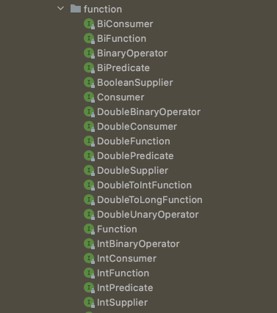 function
BiConsumer
BiFunction
BinaryOperator
BiPredicate
BooleanSupplier
Consumer
DoubleBinaryOperator
DoubleConsumer
DoubleFunction
DoublePredicate
DoubleSupplier
DoubleToIntFunction
DoubleToLongFunction
DoubleUnaryOperator
Function
IntBinaryOperator
IntConsumer
IntFunction
IntPredicate
IntSupplier